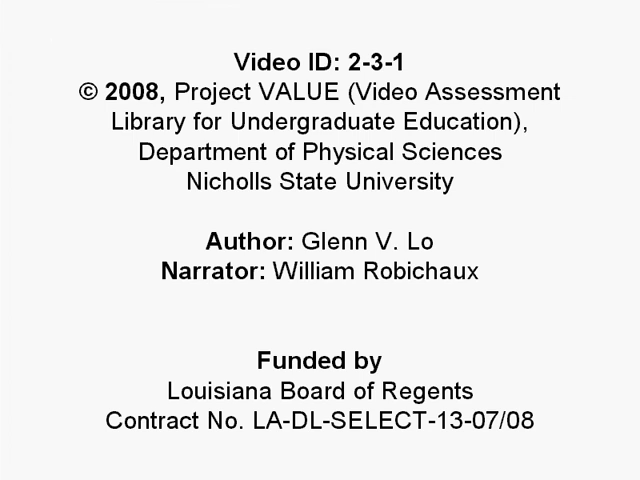 Video ID: 2-3-1
© 2008, Project VALUE (Video Assessment
Library for Undergraduate Education),
Department of Physical Sciences
Nicholls State University
Author: Glenn V. Lo
Narrator: William Robichaux
Funded by
Louisiana Board of Regents
Contract No. LA-DL-SELECT-13-07/08